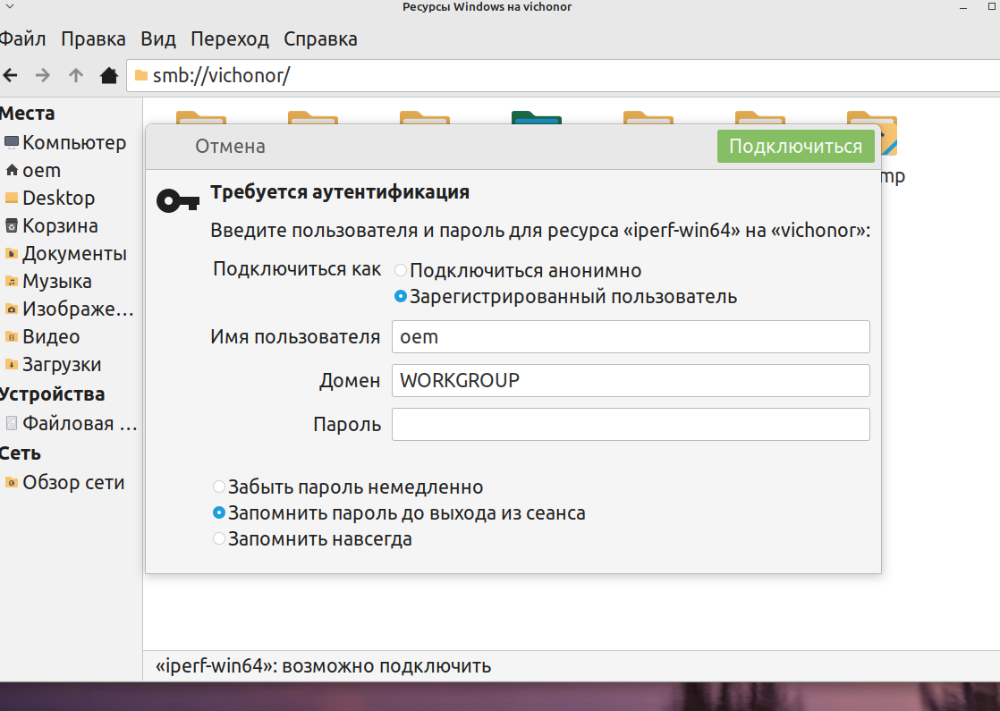 Ресурсы Windows на vichonor
Файл Правка Вид Переход Справка
smb://vichonor/
Места
Компьютер
oem
Desktop
Корзина
Документы
Музыка
Изображе...
Видео
Загрузки
Устройства
Файловая ...
Сеть
Обзор сети
mp
Отмена
Подключиться
Требуется аутентификация
Введите пользователя и пароль для ресурса «iperf-win64» на «vichonor»:
Подключиться как Подключиться анонимно
Зарегистрированный пользователь
Имя пользователя oem
Домен WORKGROUP
Пароль
Забыть пароль немедленно
Запомнить пароль до выхода из сеанса
Запомнить навсегда
«iperf-win64»: возможно подключить